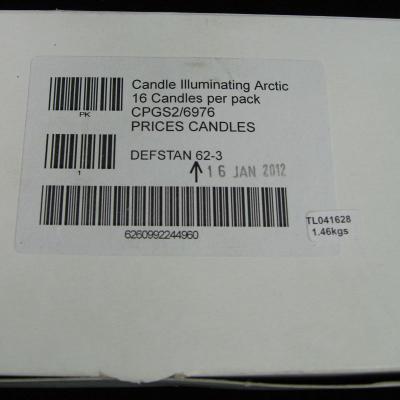 Candle Illuminating Arctic
16 Candles per pack
CPGS2/6976
PRICES CANDLES
PK
DEFSTAN 62-3
1
16 JAN 2012
TL041628
1.46kgs
6260992244960